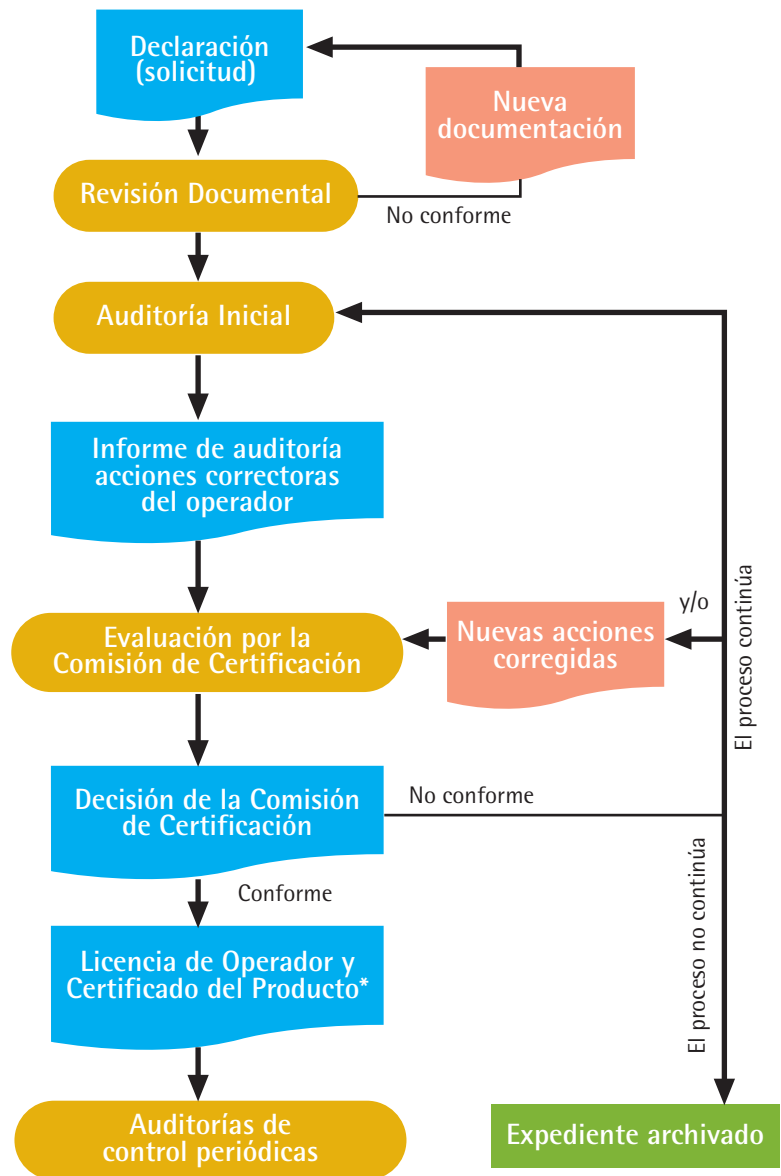 Declaración
(solicitud)
Nueva
documentación
Revisión Documental
No conforme
Auditoría Inicial
Informe de auditoría
acciones correctoras
del operador
Evaluación por la
Comisión de Certificación
Nuevas acciones
corregidas
y/o
El proceso continúa
Decisión de la Comisión
de Certificación
No conforme
Conforme
El proceso no continúa
Licencia de Operador y
Certificado del Producto*
Auditorías de
control periódicas
Expediente archivado